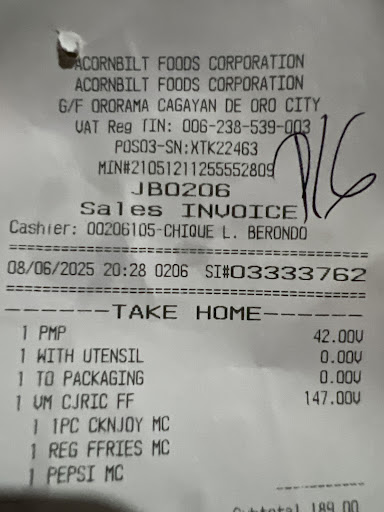 ACORNBILT FOODS CORPORATION
ACORNBILT FOODS CORPORATION
G/F ORORAMA CAGAYAN DE ORO CITY
VAT Reg TIN: 006-238-539-003
POS03-SN:XTK22463
MIN#21051211255552809
JB0206
Sales INVOICE
Cashier: 00206105-CHIQUE L. BERONDO
08/06/2025 20:28 0206 SI#03333762
------TAKE HOME------
1 PMP 42.00V
1 WITH UTENSIL 0.00V
1 TO PACKAGING 0.00V
1 VM CJRIC FF 147.00V
1 1PC CKNJOY MC
1 REG FFRIES MC
1 PEPSI MC
Subtotal 189.00